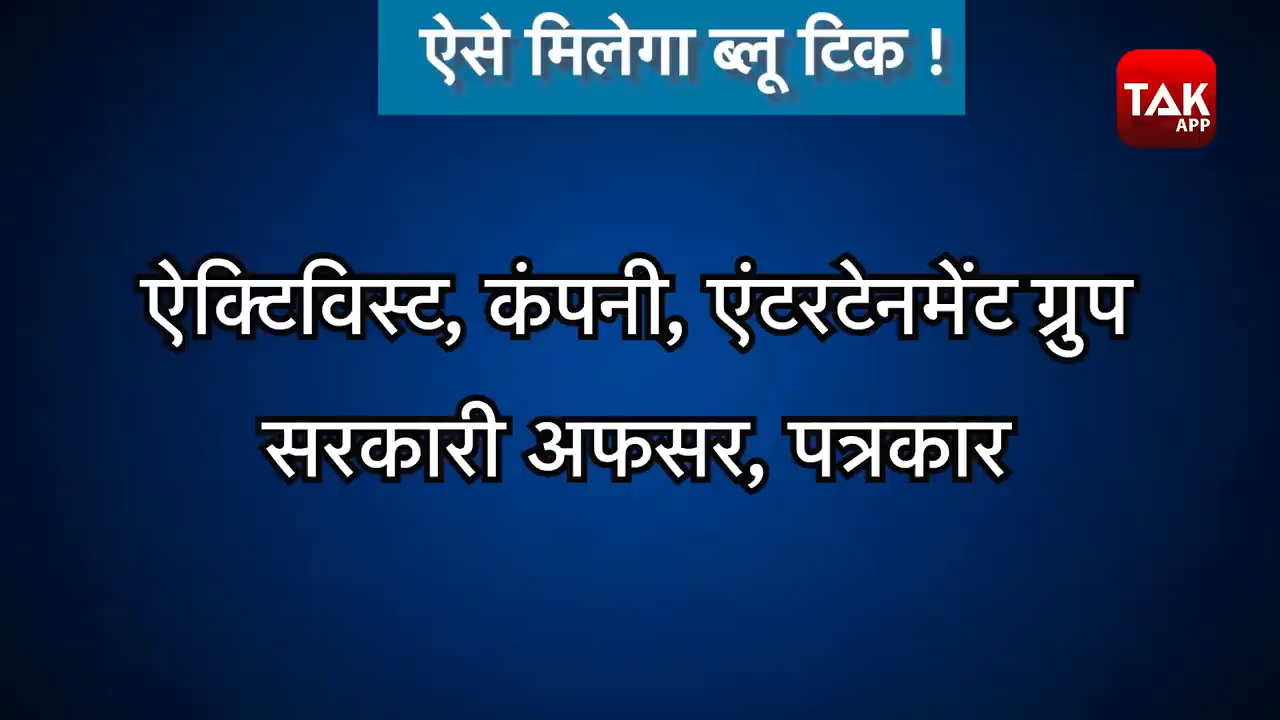 ऐसे मिलेगा ब्लू टिक !
TAK
APP
ऐक्टिविस्ट, कंपनी, एंटरटेनमेंट ग्रुप
सरकारी अफसर, पत्रकार